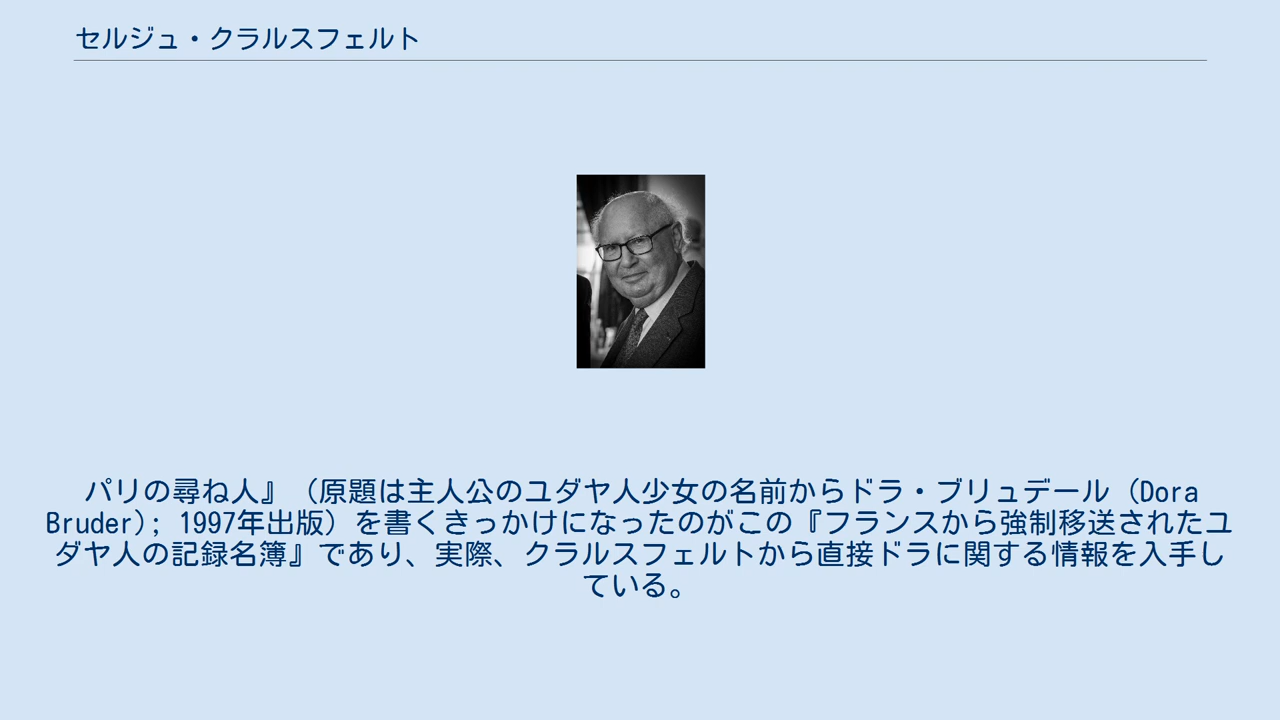 セルジュ・クラルスフェルト
パリの尋ね人』（原題は主人公のユダヤ人少女の名前からドラ・ブリュデール（Dora
Bruder）；1997年出版）を書くきっかけになったのがこの『フランスから強制移送されたユ
ダヤ人の記録名簿』であり、実際、クラルスフェルトから直接ドラに関する情報を入手し
ている。